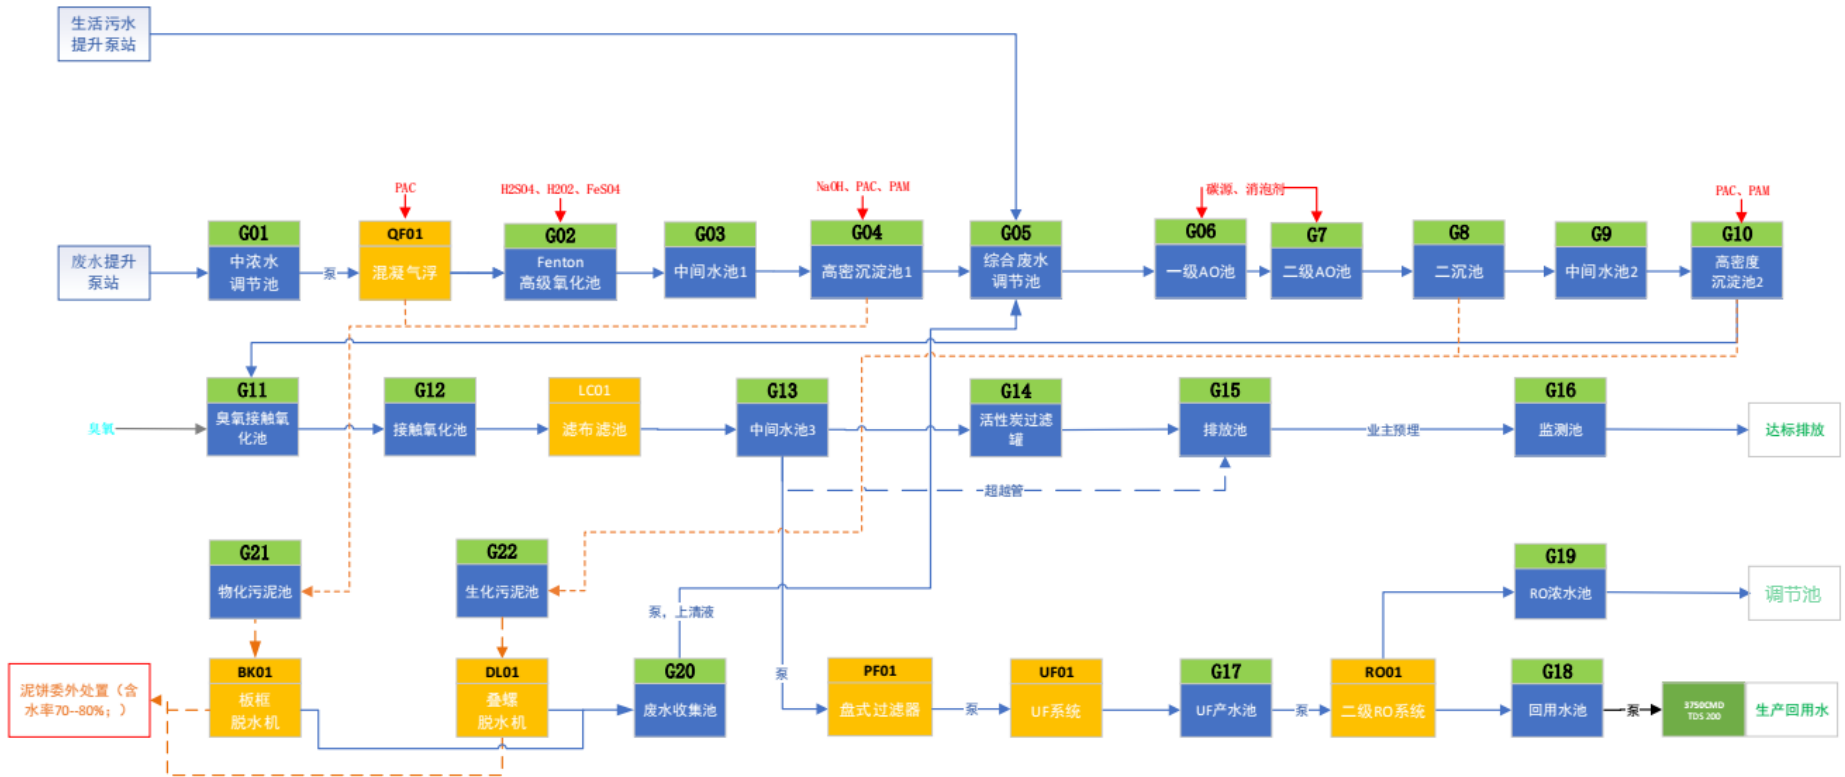 生活污水
提升泵站
PAC
H2SO4、H2O2、FeSO4
NaOH、PAC、PAM
碳源、消泡剂
PAC、PAM
废水提升
泵站
G01
中浓水
调节池
泵
QF01
混凝气浮
G02
Fenton
高级氧化池
G03
中间水池1
G04
高密沉淀池1
G05
综合废水
调节池
G06
一级AO池
G7
二级AO池
G8
二沉池
G9
中间水池2
G10
高密度
沉淀池2
臭氧
G11
臭氧接触氧
化池
G12
接触氧化池
LC01
滤布滤池
G13
中间水池3
G14
活性炭过滤
罐
G15
排放池
业主预埋
G16
监测池
达标排放
超越管
G21
物化污泥池
G22
生化污泥池
泵，上清液
G19
RO浓水池
调节池
泥饼委外处置（含
水率70--80%；）
BK01
板框
脱水机
DL01
叠螺
脱水机
G20
废水收集池
泵
PF01
盘式过滤器
泵
UF01
UF系统
G17
UF产水池
泵
RO01
二级RO系统
G18
回用水池
泵
3750CMD
TDS 200
生产回用水